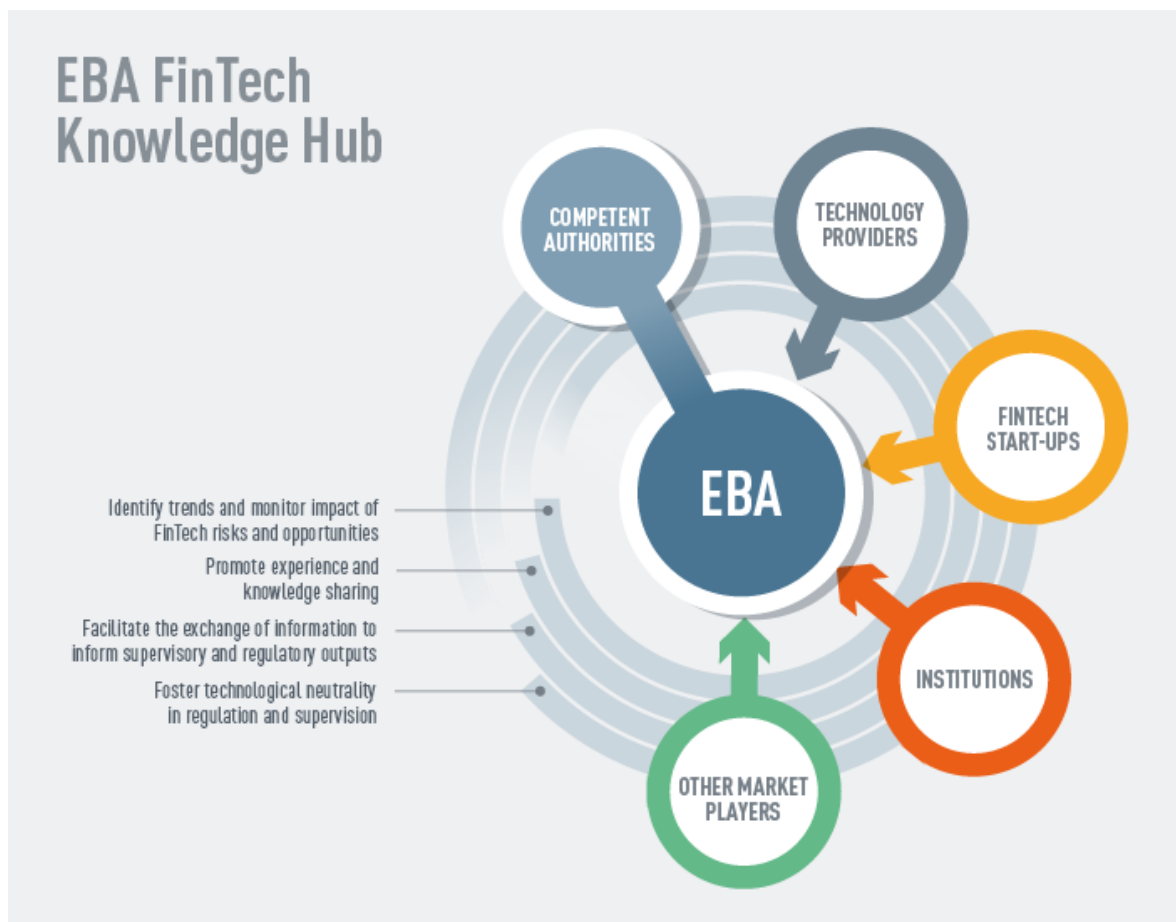 EBA FinTech
Knowledge Hub
COMPETENT
AUTHORITIES
TECHNOLOGY
PROVIDERS
FINTECH
START-UPS
EBA
Identify trends and monitor impact of
FinTech risks and opportunities
Promote experience and
knowledge sharing
Facilitate the exchange of information to
inform supervisory and regulatory outputs
Foster technological neutrality
in regulation and supervision
INSTITUTIONS
OTHER MARKET
PLAYERS